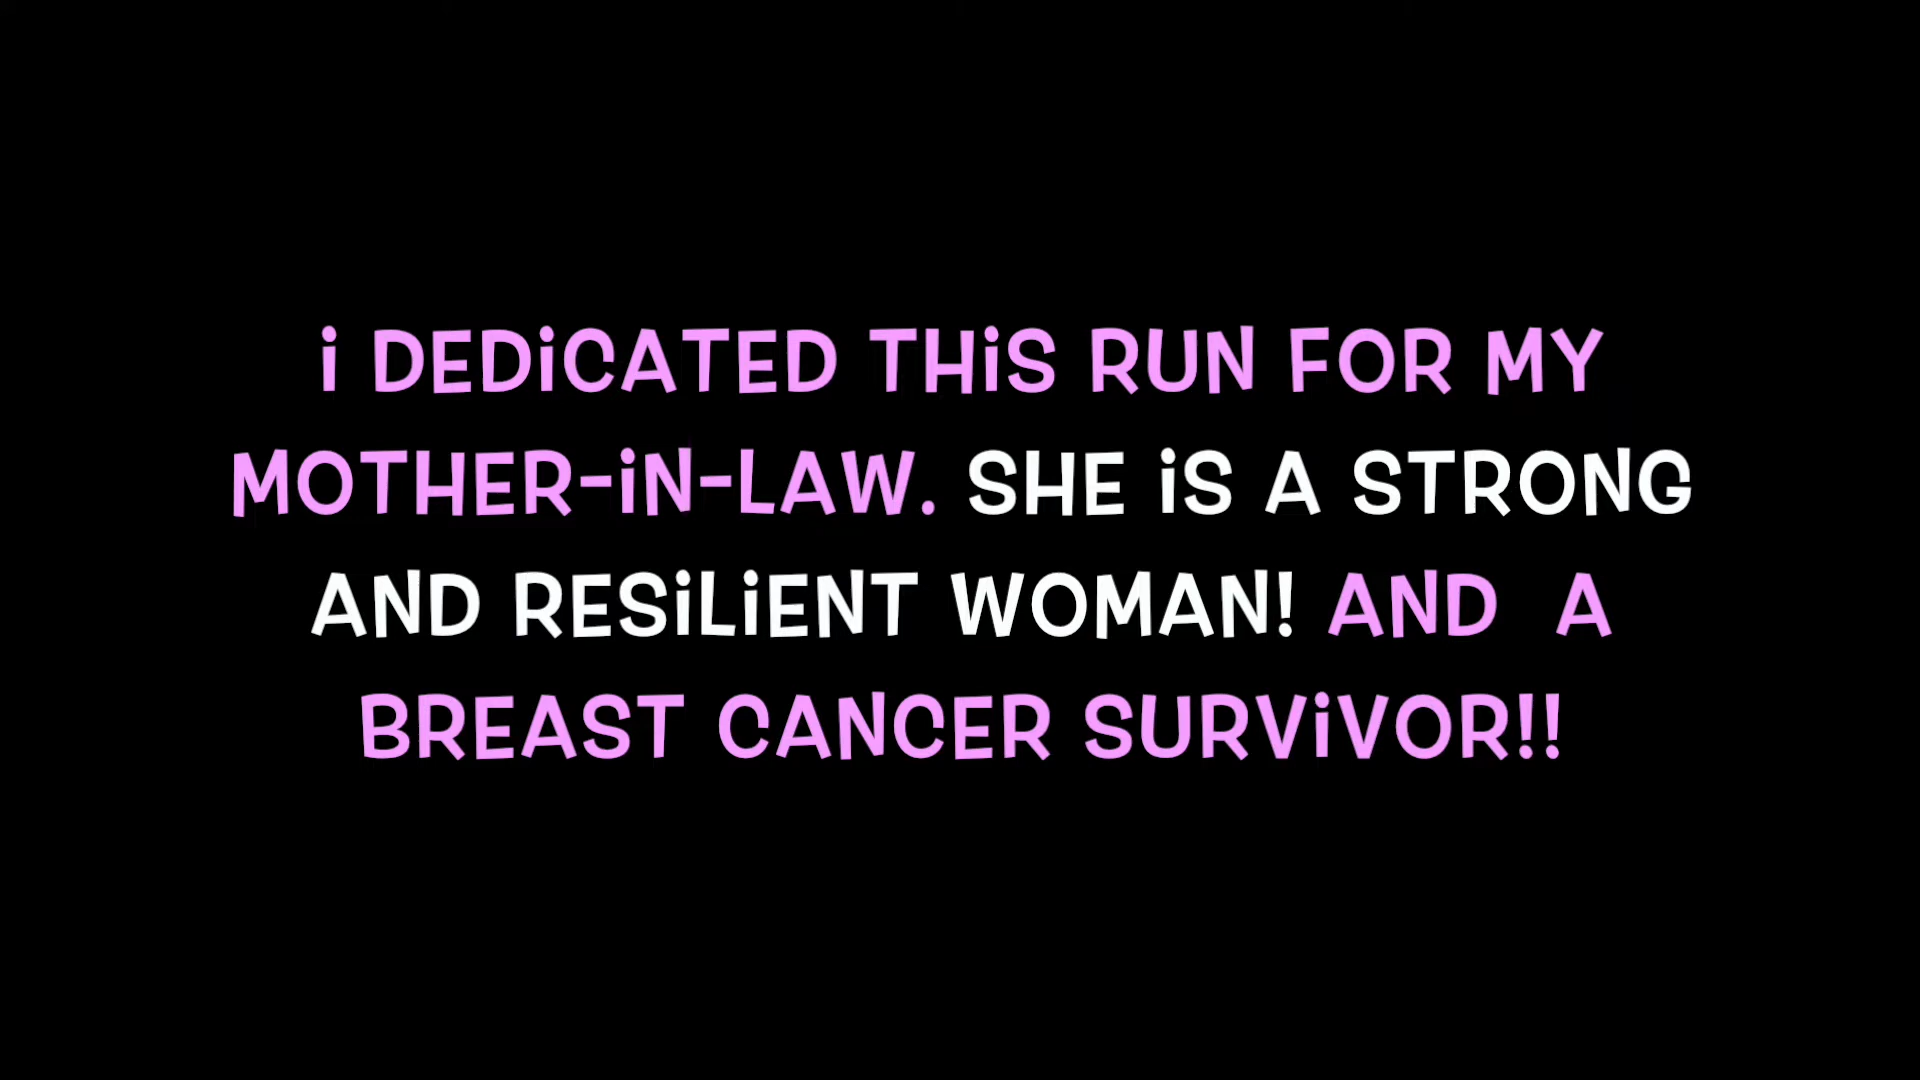 i DEDiCATED THiS RUN FOR MY
MOTHER-iN-LAW. SHE iS A STRONG
AND RESiLiENT WOMAN! AND  A
BREAST CANCER SURViVOR!!